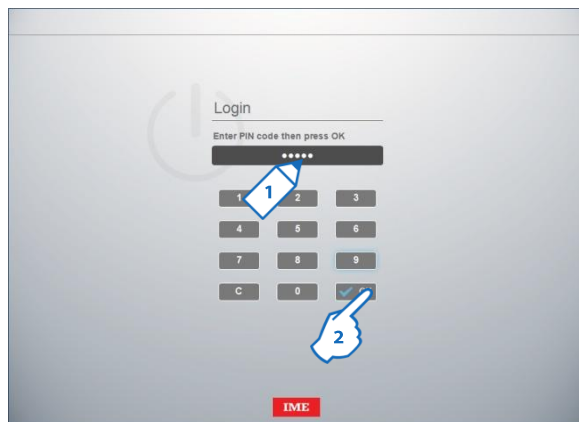 Login
Enter PIN code then press OK
•••••
1 2 3
4 5 6
7 8 9
C 0
1
2
IME